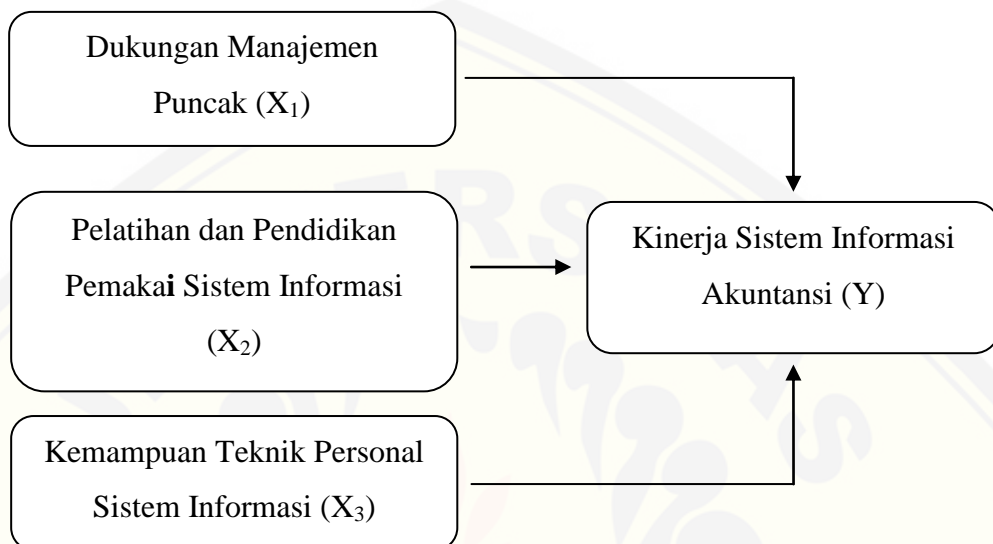 Dukungan Manajemen
Puncak (X₁)
Pelatihan dan Pendidikan
Pemakai Sistem Informasi
(X₂)
Kinerja Sistem Informasi
Akuntansi (Y)
Kemampuan Teknik Personal
Sistem Informasi (X₃)